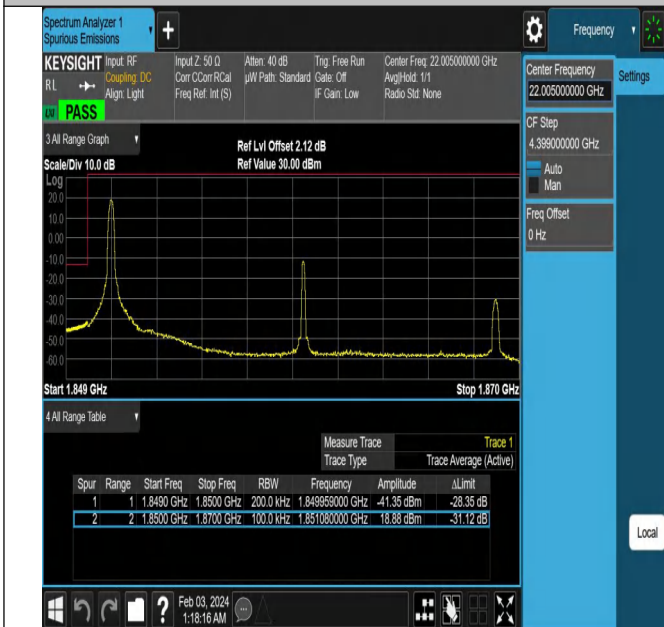 Spectrum Analyzer 1
Spurious Emissions
Frequency
KEYSIGHT Input: RF Input Z: 50 Ω Atten: 40 dB Trig: Free Run Center Freq: 22.005000000 GHz
RL Coupling: DC Corr CCorr RCal µW Path: Standard Gate: Off Avg|Hold: 1/1
Align: Light Freq Ref: Int (S) IF Gain: Low Radio Std: None
PASS
Center Frequency
22.005000000 GHz
Settings
CF Step
4.399000000 GHz
Auto
Man
Freq Offset
0 Hz
3 All Range Graph
Ref Lvl Offset 2.12 dB
Scale/Div 10.0 dB Ref Value 30.00 dBm
Log
20.0
10.0
0.00
-10.0
-20.0
-30.0
-40.0
-50.0
-60.0
Start 1.849 GHz Stop 1.870 GHz
4 All Range Table
Measure Trace Trace 1
Trace Type Trace Average (Active)
Spur Range Start Freq Stop Freq RBW Frequency Amplitude ΔLimit
1 1 1.8490 GHz 1.8500 GHz 200.0 kHz 1.849959000 GHz -41.35 dBm -28.35 dB
2 2 1.8500 GHz 1.8700 GHz 100.0 kHz 1.851080000 GHz 18.88 dBm -31.12 dB
Local
Feb 03, 2024
1:18:16 AM